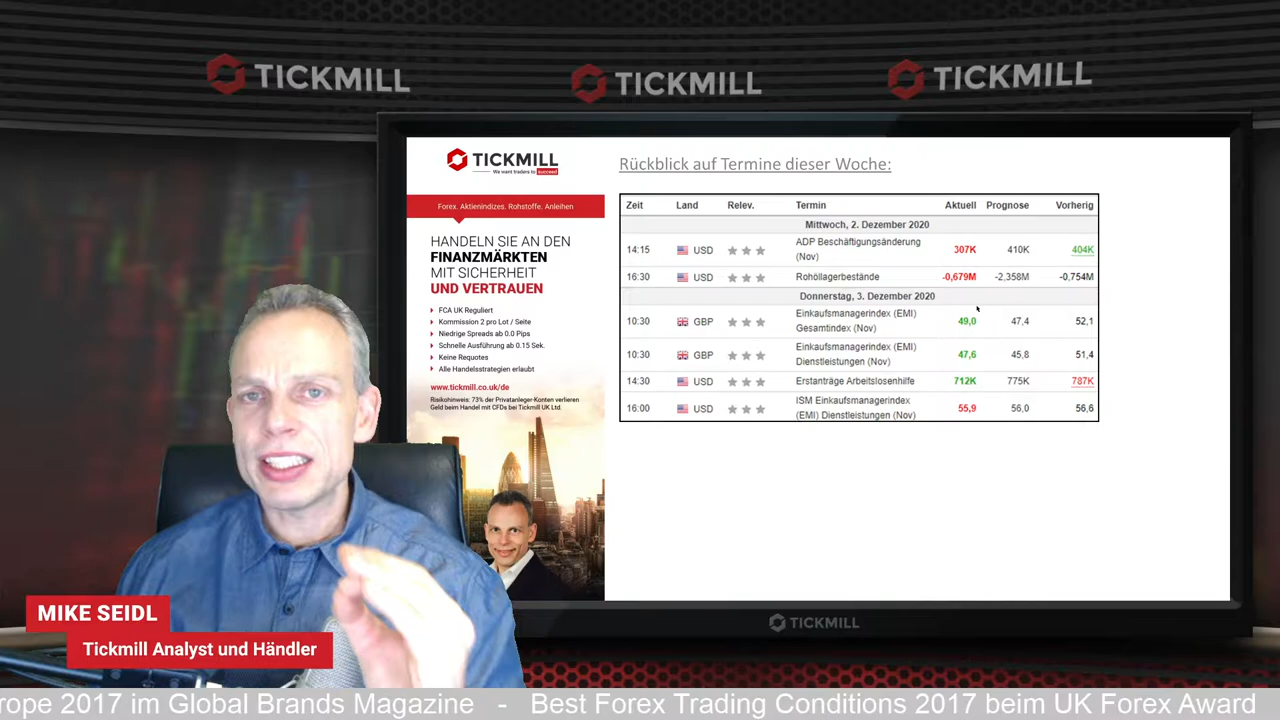 TICKMILL
TICKMILL
TICKMILL
TICKMILL
We want traders to succeed
Forex. Aktienindizes. Rohstoffe. Anleihen
HANDELN SIE AN DEN
FINANZMÄRKTEN
MIT SICHERHEIT
UND VERTRAUEN
FCA UK Reguliert
Kommission 2 pro Lot / Seite
Niedrige Spreads ab 0.0 Pips
Schnelle Ausführung ab 0.15 Sek.
Keine Requotes
Alle Handelsstrategien erlaubt
www.tickmill.co.uk/de
Risikohinweis: 73% der Privatanleger-Konten verlieren
Geld beim Handel mit CFDs bei Tickmill UK Ltd.
Rückblick auf Termine dieser Woche:
Zeit Land Relev. Termin Aktuell Prognose Vorherig
Mittwoch, 2. Dezember 2020
14:15 USD ADP Beschäftigungsänderung (Nov) 307K 410K 404K
16:30 USD Rohöllagerbestände -0,679M -2,358M -0,754M
Donnerstag, 3. Dezember 2020
10:30 GBP Einkaufsmanagerindex (EMI) Gesamtindex (Nov) 49,0 47,4 52,1
10:30 GBP Einkaufsmanagerindex (EMI) Dienstleistungen (Nov) 47,6 45,8 51,4
14:30 USD Erstanträge Arbeitslosenhilfe 712K 775K 787K
16:00 USD ISM Einkaufsmanagerindex (EMI) Dienstleistungen (Nov) 55,9 56,0 56,6
TICKMILL
MIKE SEIDL
Tickmill Analyst und Händler
rope 2017 im Global Brands Magazine - Best Forex Trading Conditions 2017 beim UK Forex Award